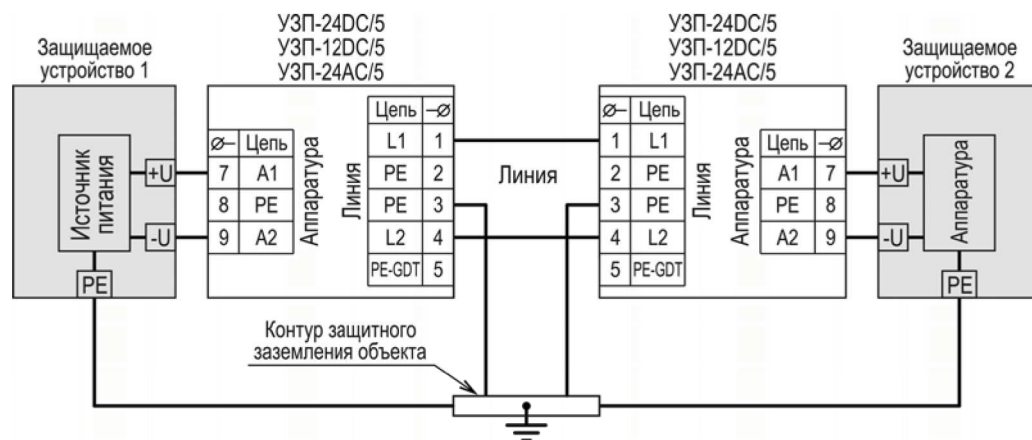 УЗП-24DC/5
УЗП-12DC/5
УЗП-24AC/5
УЗП-24DC/5
УЗП-12DC/5
УЗП-24AC/5
Защищаемое
устройство 1
Защищаемое
устройство 2
Источник
питания
+U
-U
PE
Цепь
7 A1
8 PE
9 A2
Аппаратура
Линия
Цепь
L1 1
PE 2
PE 3
L2 4
PE-GDT 5
Линия
Цепь
1 L1
2 PE
3 PE
4 L2
5 PE-GDT
Линия
Аппаратура
Цепь
A1 7
PE 8
A2 9
+U
-U
Аппаратура
PE
Контур защитного
заземления объекта